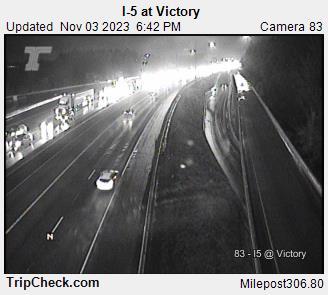 I-5 at Victory
Updated Nov 03 2023 6:42 PM Camera 83
T
N
83 - I5 @ Victory
TripCheck.com Milepost306.80